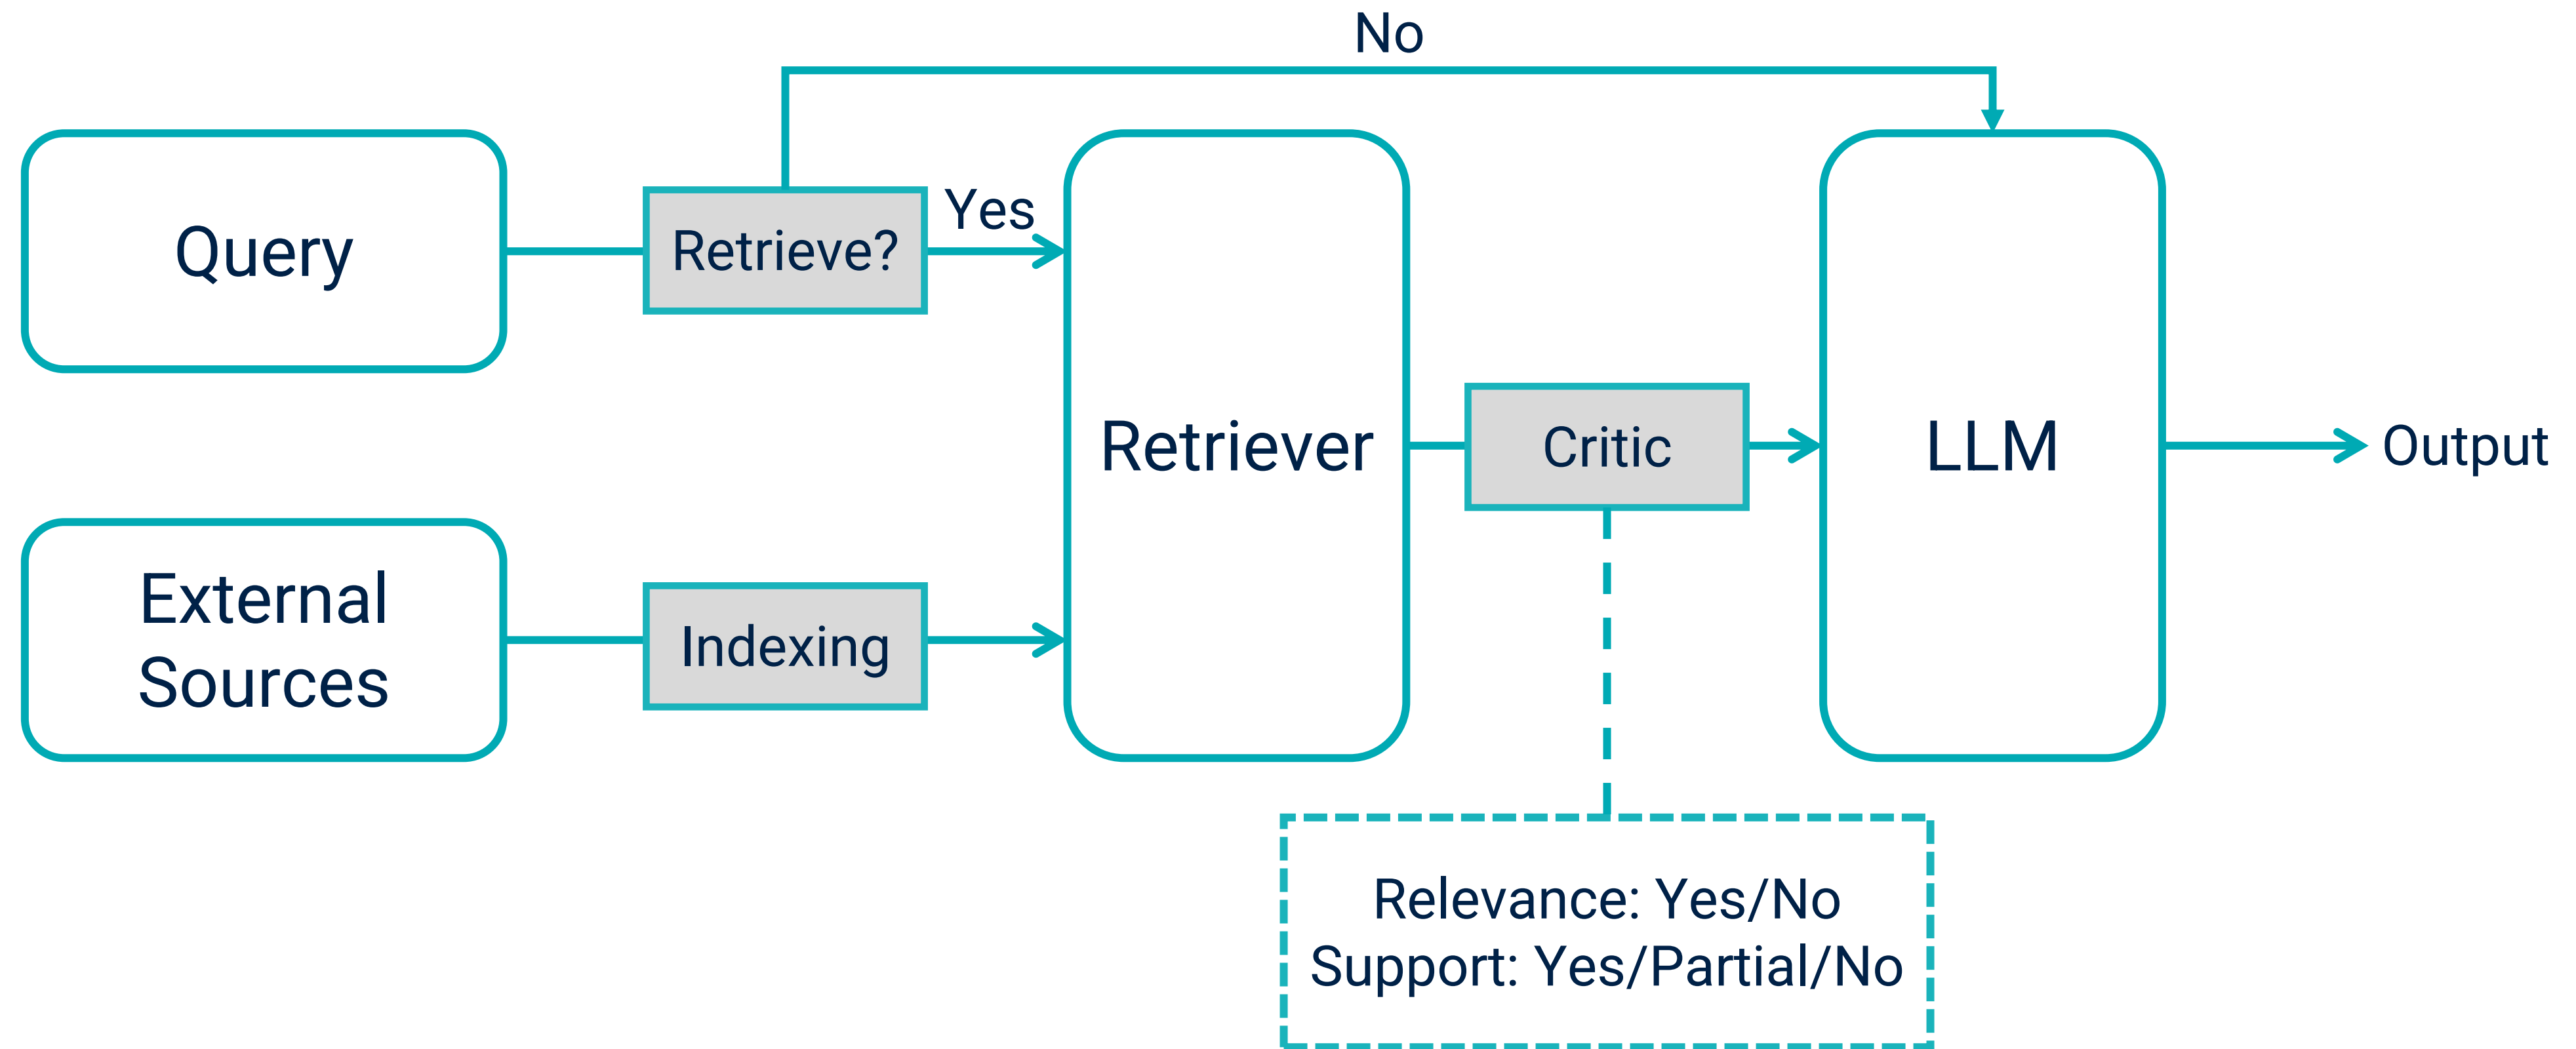 No
Query
Retrieve?
Yes
Retriever
Critic
LLM
Output
External
Sources
Indexing
Relevance: Yes/No
Support: Yes/Partial/No